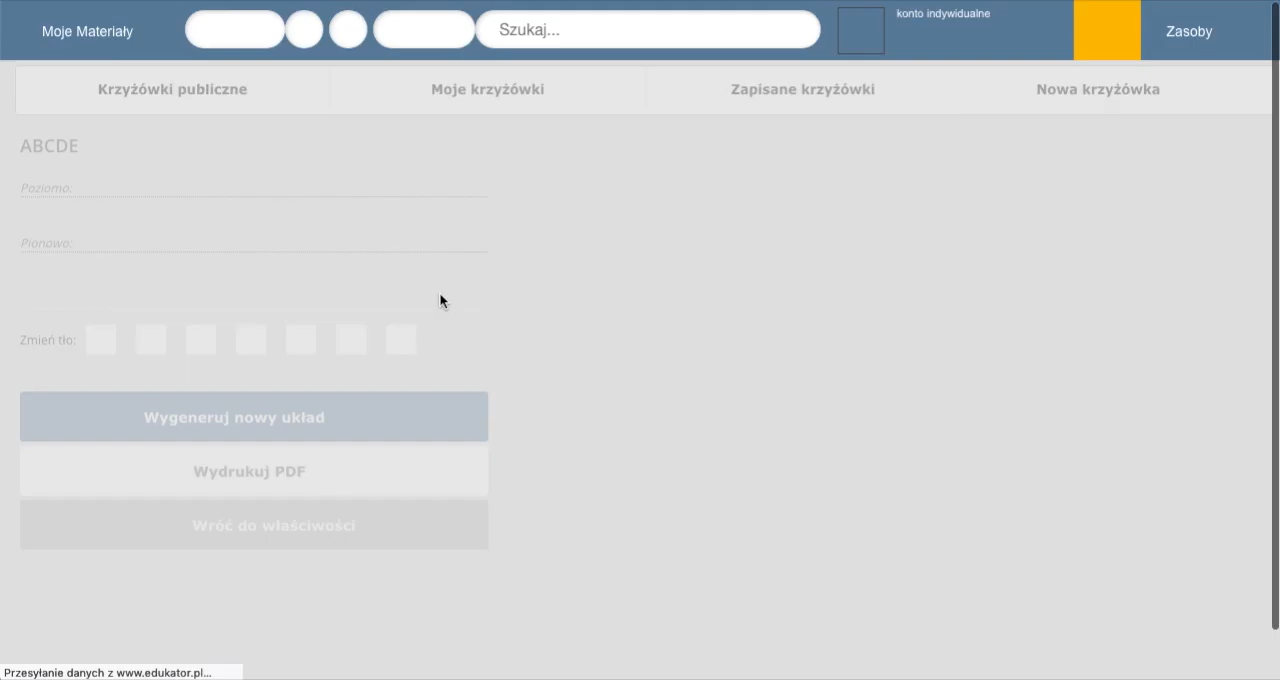 Moje Materiały
Szukaj...
konto indywidualne
Zasoby
Krzyżówki publiczne
Moje krzyżówki
Zapisane krzyżówki
Nowa krzyżówka
ABCDE
Poziomo:
Pionowo:
Zmień tło:
Wygeneruj nowy układ
Wydrukuj PDF
Wróć do właściwości
Przesyłanie danych z www.edukator.pl...